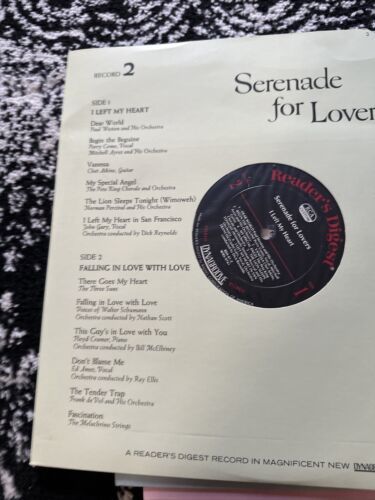 RECORD 2
Serenade
for Lover
SIDE 1
I LEFT MY HEART
Dear World
Paul Weston and His Orchestra
Begin the Beguine
Perry Como, Vocal
Mitchell Ayres and His Orchestra
Vanessa
Chet Atkins, Guitar
My Special Angel
The Pine King Chorale and Orchestra
The Lion Sleeps Tonight (Wimoweh)
Norman Percival and His Orchestra
I Left My Heart in San Francisco
John Gary, Vocal
Orchestra conducted by Dick Reynolds
SIDE 2
FALLING IN LOVE WITH LOVE
There Goes My Heart
The Three Suns
Falling in Love with Love
Voices of Walter Schumann
Orchestra conducted by Nathan Scott
This Guy's in Love with You
Floyd Cramer, Piano
Orchestra conducted by Bill McElhiney
Don't Blame Me
Ed Ames, Vocal
Orchestra conducted by Ray Ellis
The Tender Trap
Frank de Vol and His Orchestra
Fascination
The Melachrino Strings
Reader's Digest
RCA
Serenade for Lovers
I Left My Heart
DYNAGROOVE
1
A READER'S DIGEST RECORD IN MAGNIFICENT NEW DYNAG